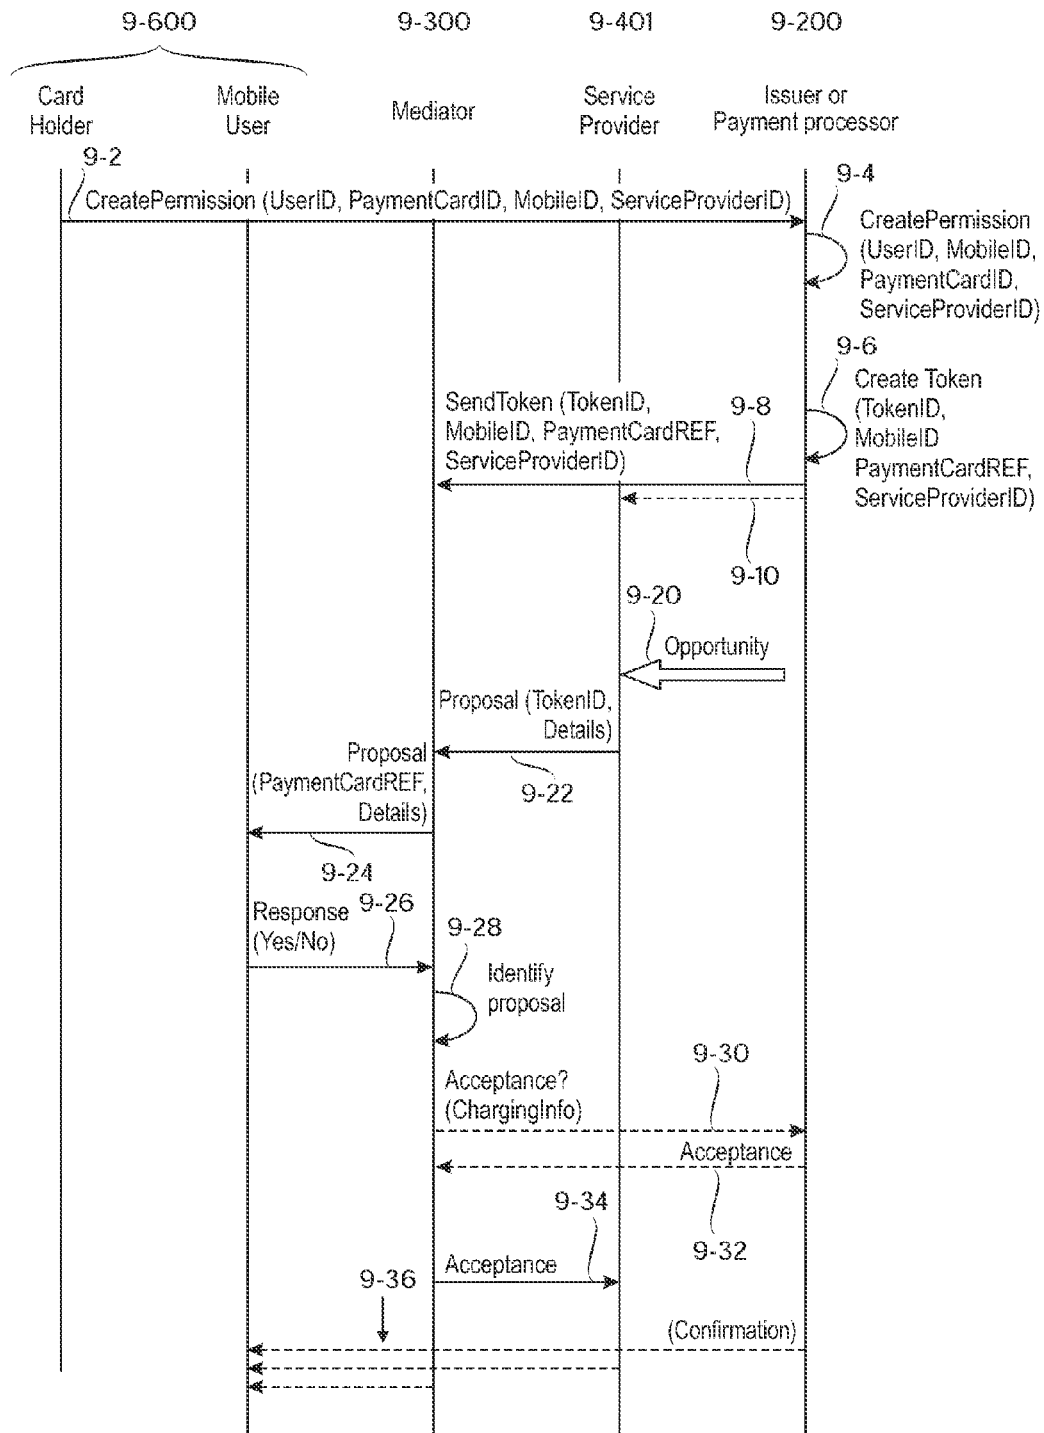 9-600
9-300
9-401
9-200
Card
Holder
Mobile
User
Mediator
Service
Provider
Issuer or
Payment processor
9-2
CreatePermission (UserID, PaymentCardID, MobileID, ServiceProviderID)
9-4
CreatePermission
(UserID, MobileID,
PaymentCardID,
ServiceProviderID)
9-6
Create Token
(TokenID,
MobileID
PaymentCardREF,
ServiceProviderID)
SendToken (TokenID,
MobileID, PaymentCardREF,
ServiceProviderID)
9-8
9-10
9-20
Opportunity
Proposal (TokenID,
Details)
9-22
Proposal
(PaymentCardREF,
Details)
9-24
Response
(Yes/No)
9-26
9-28
Identify
proposal
9-30
Acceptance?
(ChargingInfo)
Acceptance
9-32
9-34
Acceptance
9-36
(Confirmation)